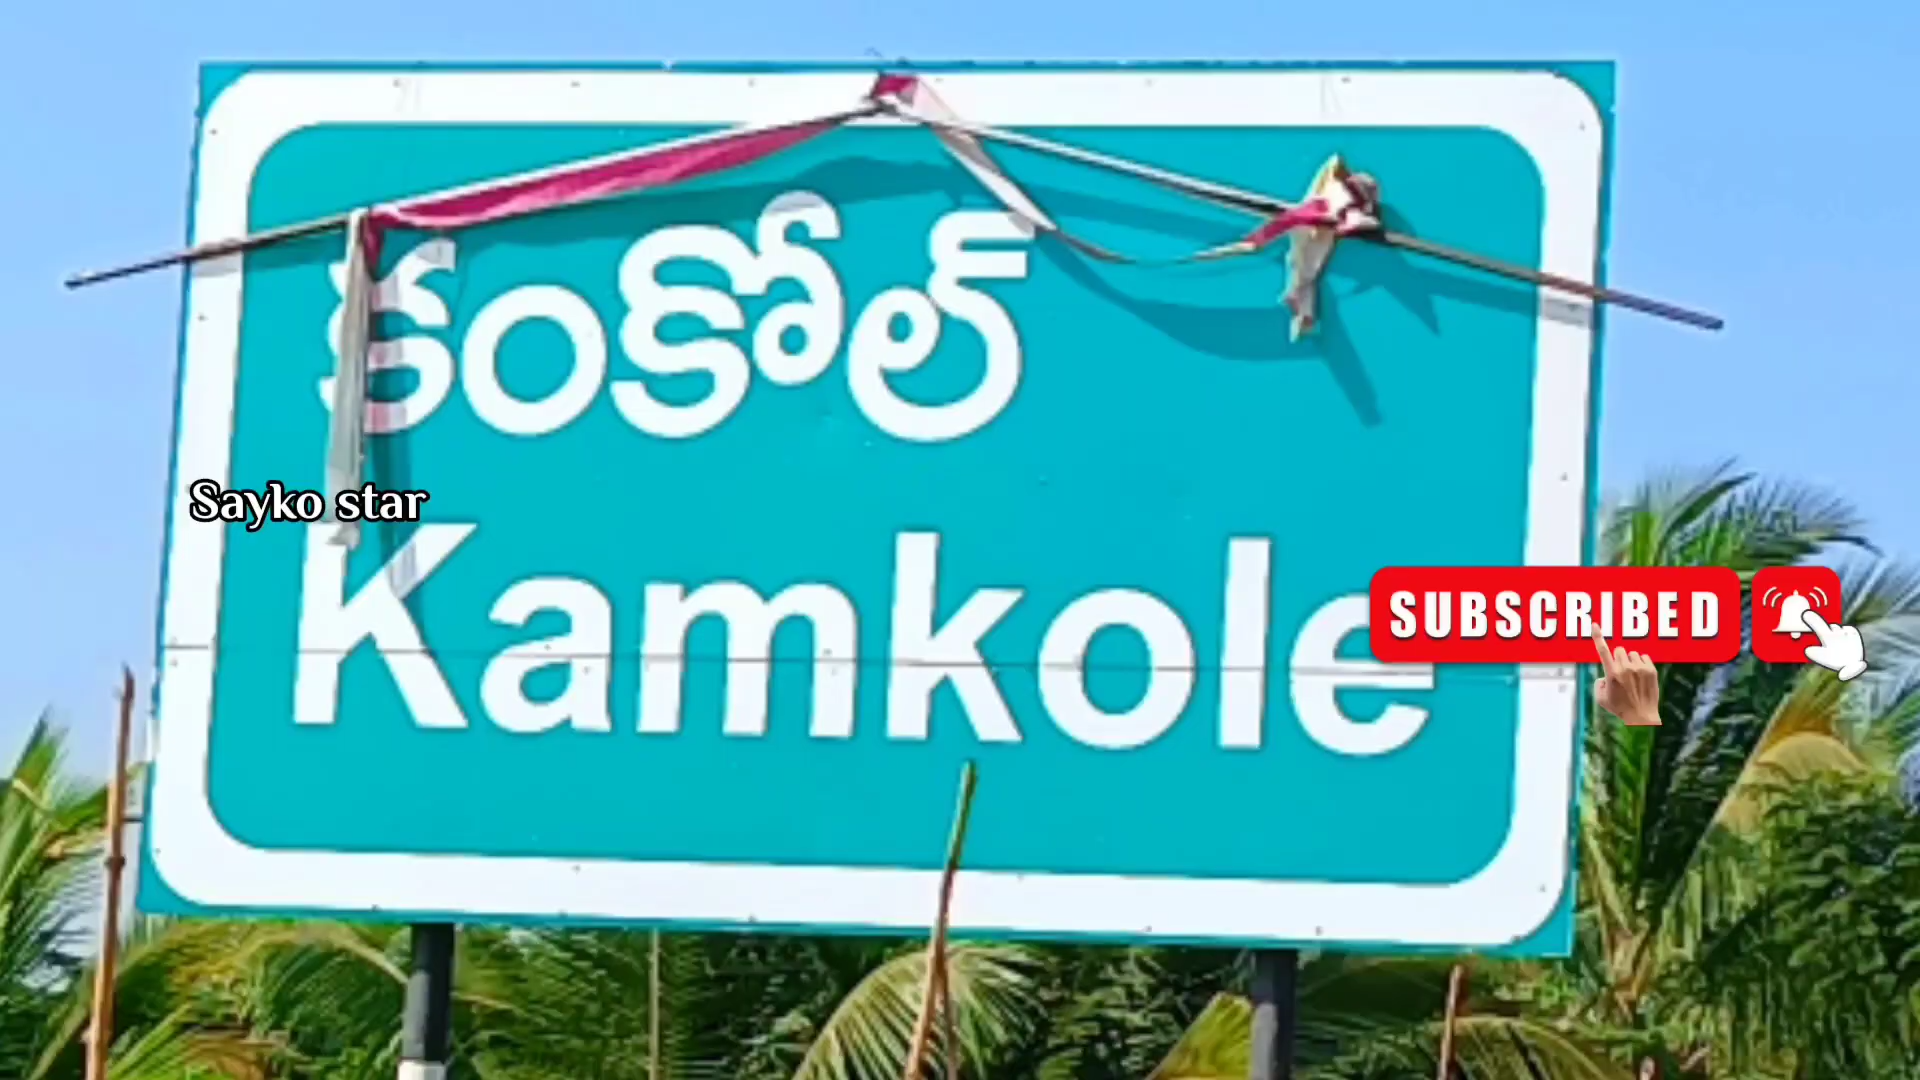 కంకోల్
Sayko star
Kamkole
SUBSCRIBED